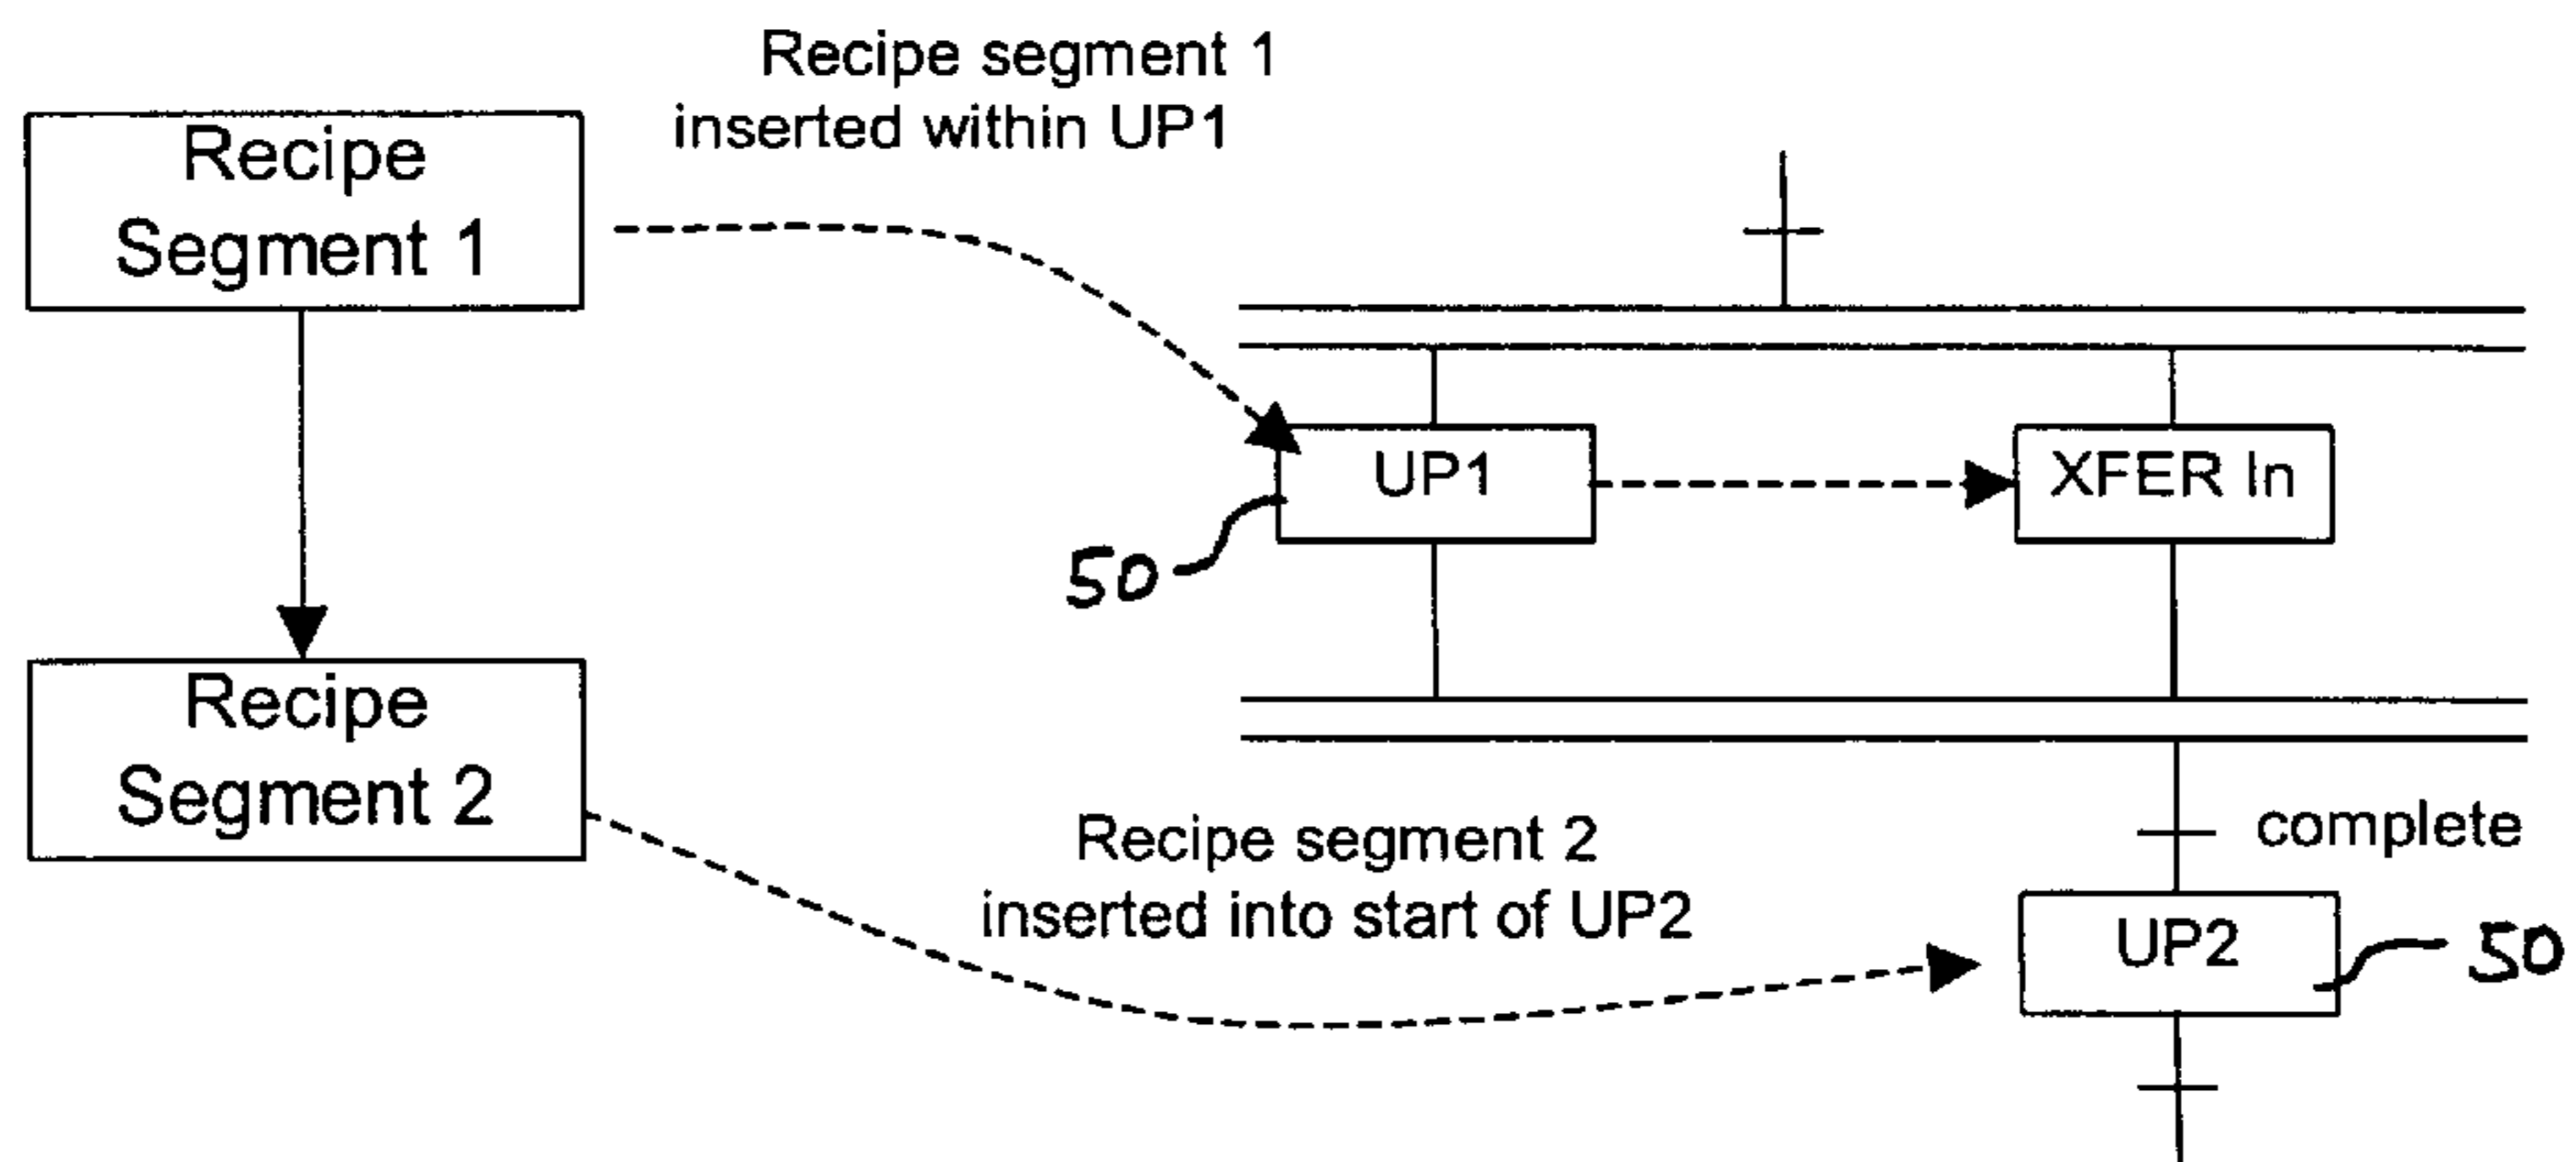 Recipe segment 1
inserted within UP1
Recipe
Segment 1
UP1
XFER In
50
Recipe
Segment 2
Recipe segment 2
inserted into start of UP2
complete
UP2
50